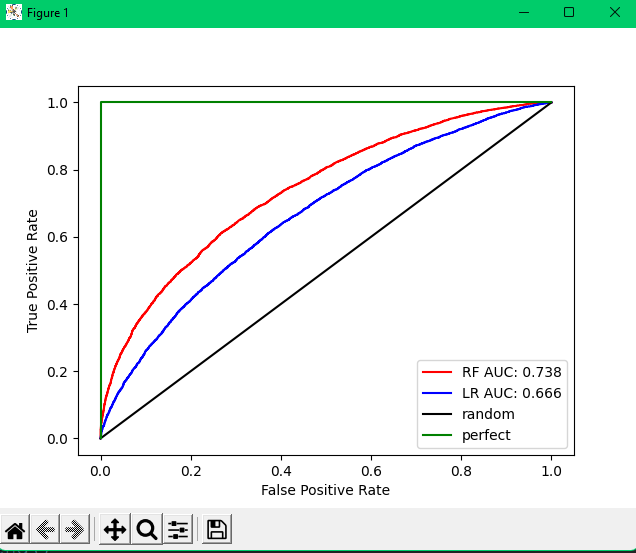 Figure 1
1.0
0.8
0.6
0.4
0.2
0.0
True Positive Rate
RF AUC: 0.738
LR AUC: 0.666
random
perfect
0.0 0.2 0.4 0.6 0.8 1.0
False Positive Rate